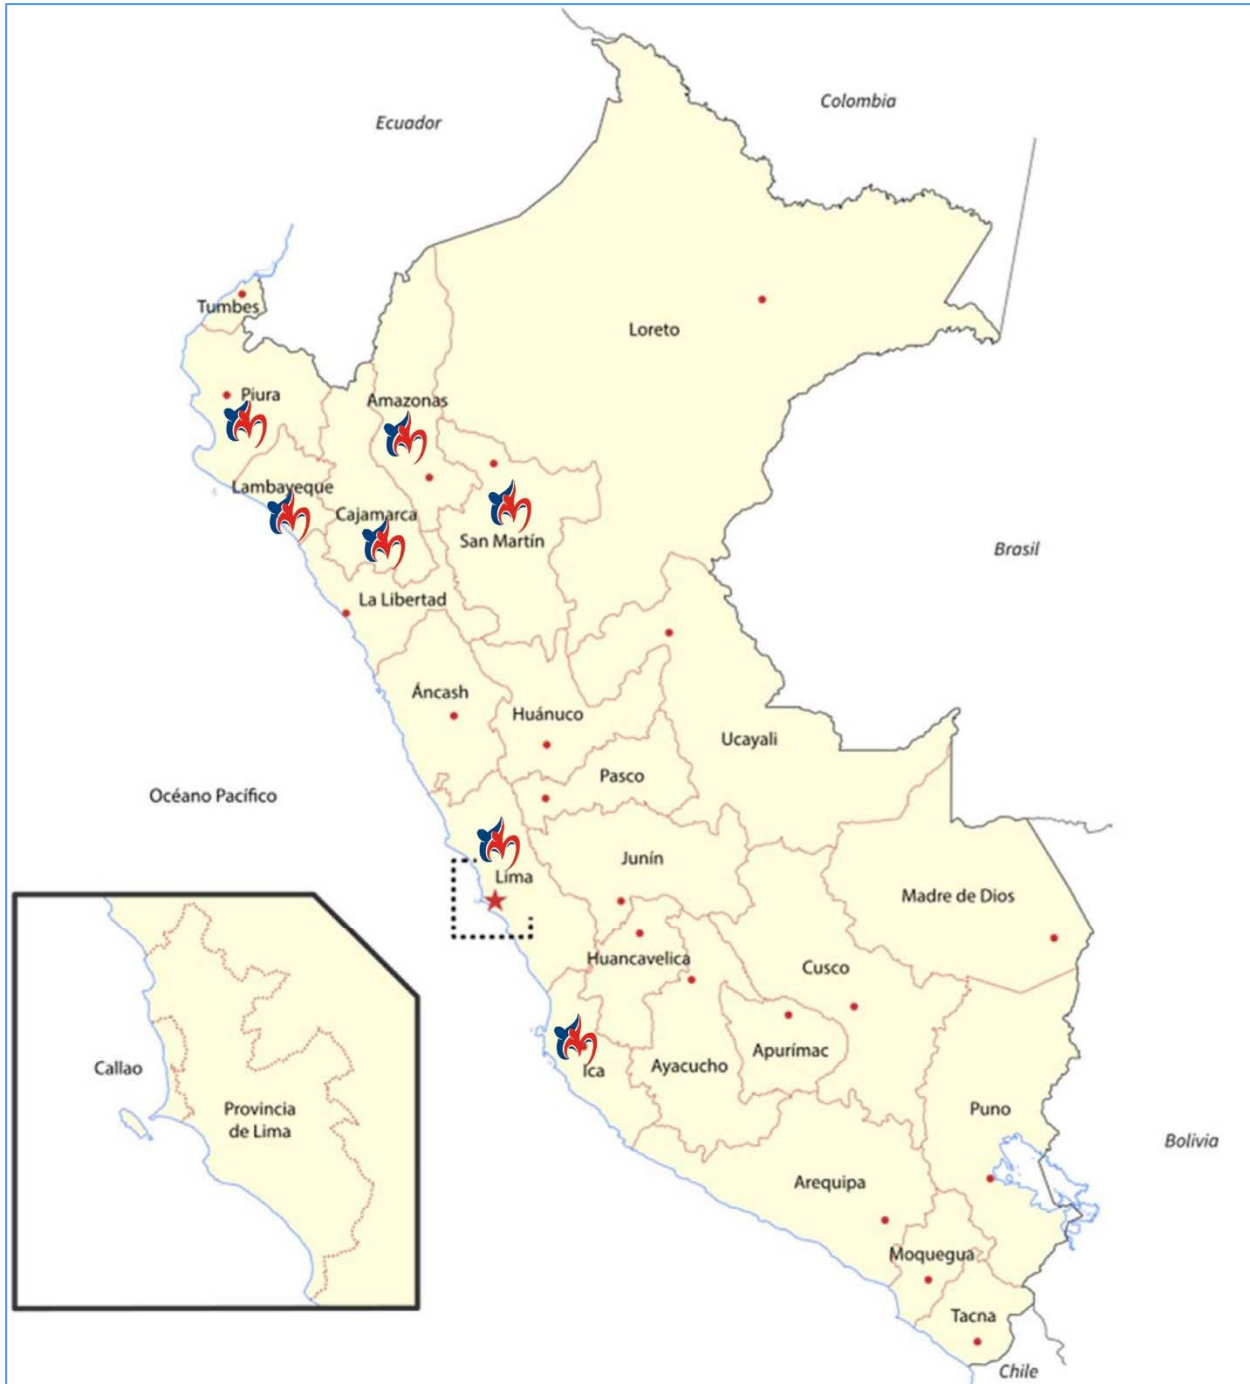 Colombia
Ecuador
Tumbes
Loreto
Piura
Amazonas
Lambayeque
Cajamarca
San Martín
Brasil
La Libertad
Áncash
Huánuco
Ucayali
Pasco
Océano Pacífico
Junín
Lima
Madre de Dios
Huancavelica
Cusco
Apurímac
Ayacucho
Ica
Callao
Provincia
de Lima
Puno
Bolivia
Arequipa
Moquegua
Tacna
Chile